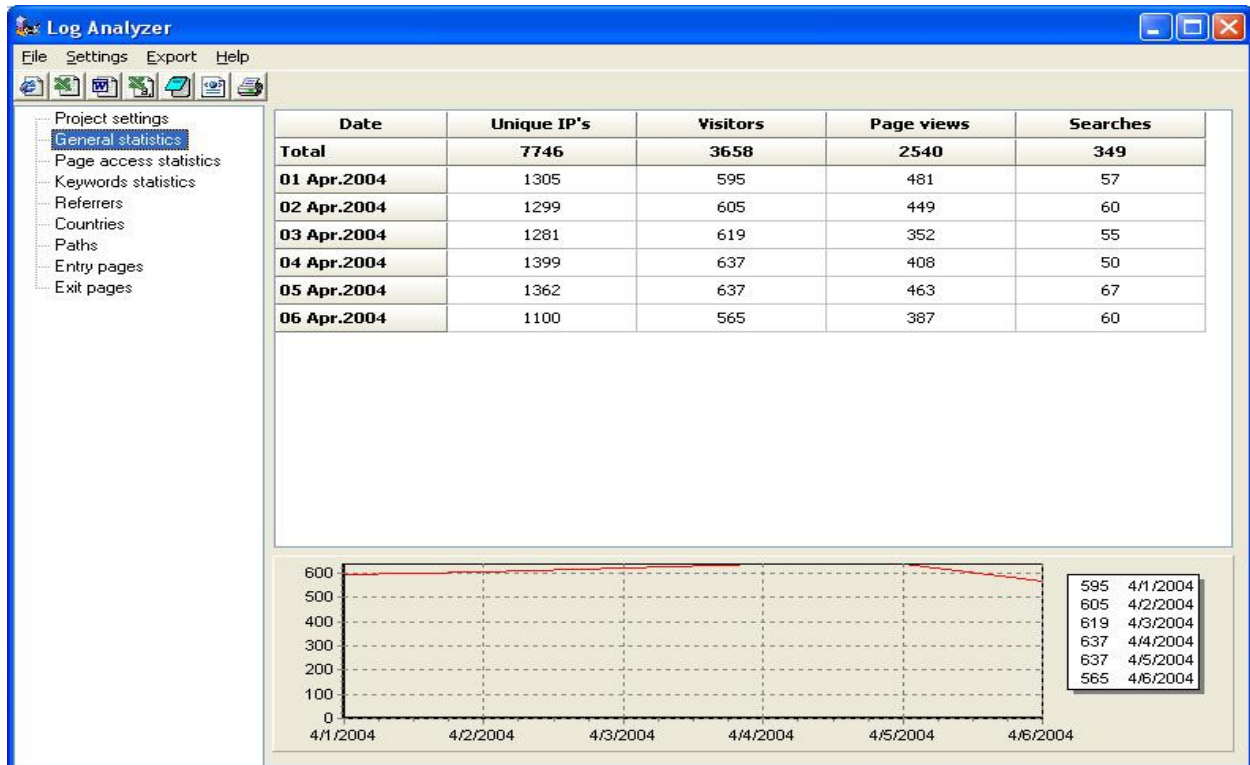 Log Analyzer
File Settings Export Help
Project settings
General statistics
Page access statistics
Keywords statistics
Referrers
Countries
Paths
Entry pages
Exit pages
Date Unique IP's Visitors Page views Searches
Total 7746 3658 2540 349
01 Apr.2004 1305 595 481 57
02 Apr.2004 1299 605 449 60
03 Apr.2004 1281 619 352 55
04 Apr.2004 1399 637 408 50
05 Apr.2004 1362 637 463 67
06 Apr.2004 1100 565 387 60
600
500
400
300
200
100
0
4/1/2004 4/2/2004 4/3/2004 4/4/2004 4/5/2004 4/6/2004
595 4/1/2004
605 4/2/2004
619 4/3/2004
637 4/4/2004
637 4/5/2004
565 4/6/2004